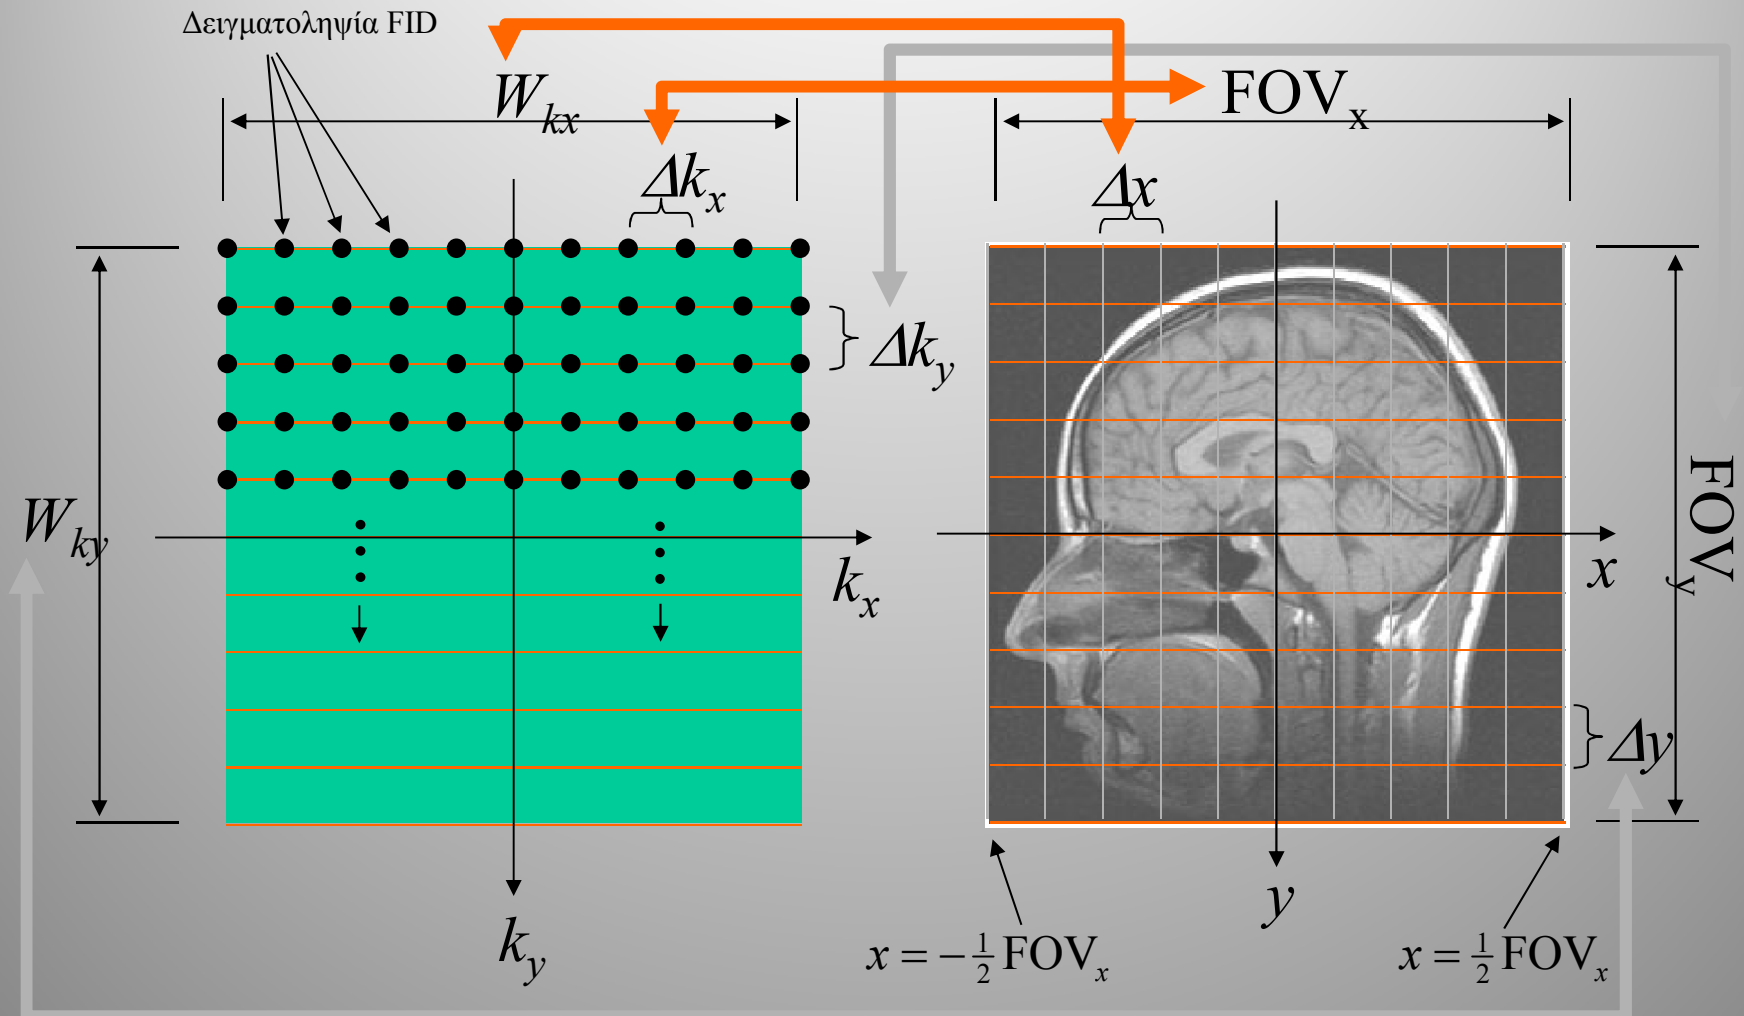 Δειγματοληψία FID
W_kx
FOV_x
Δk_x
Δx
Δk_y
W_ky
FOV_y
k_x
x
Δy
k_y
y
x = −½ FOV_x
x = ½ FOV_x